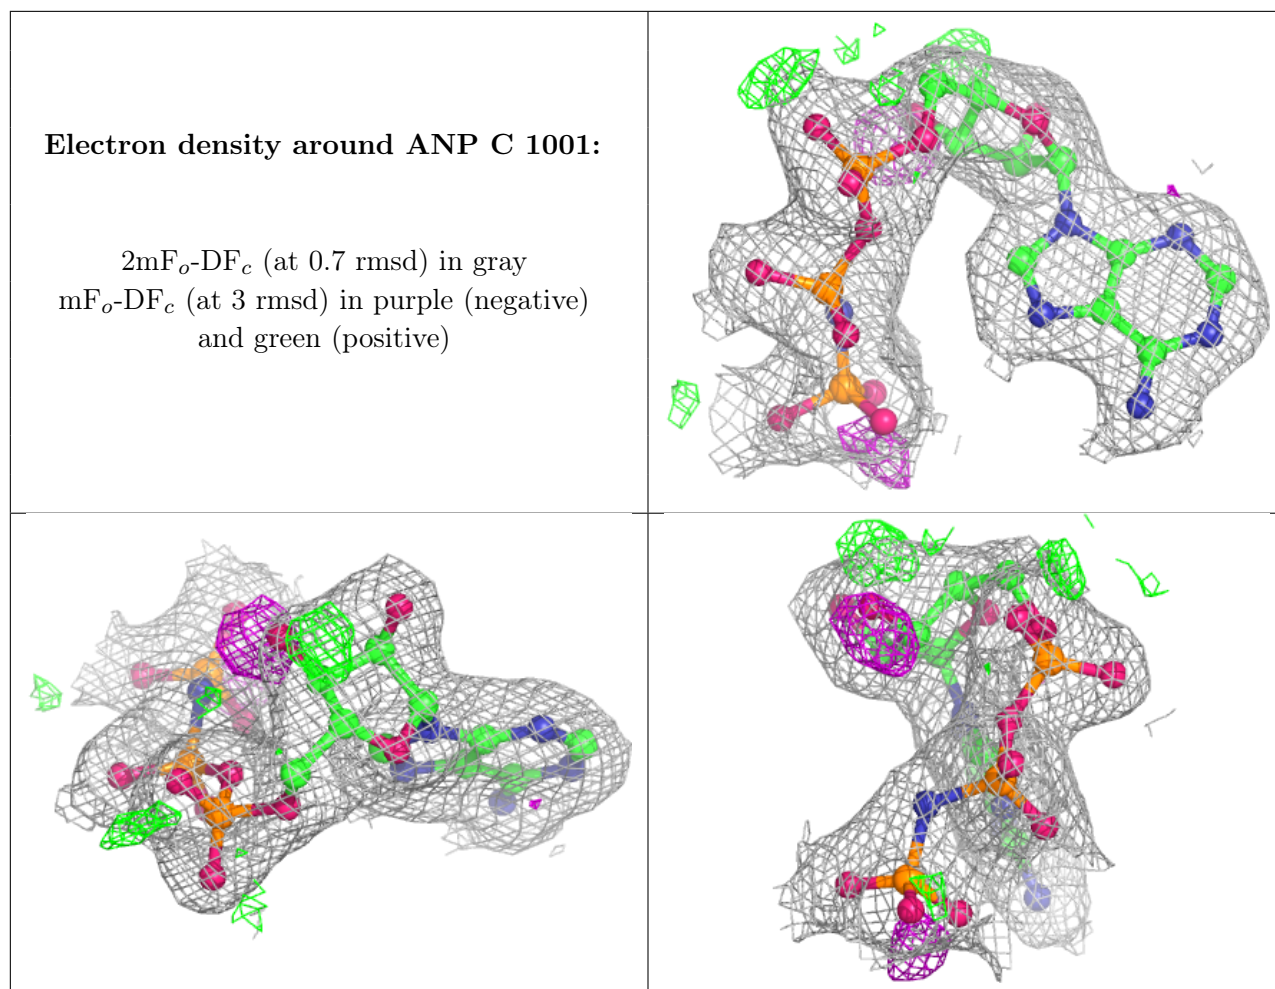 Electron density around ANP C 1001:
2mFo-DFc (at 0.7 rmsd) in gray
mFo-DFc (at 3 rmsd) in purple (negative)
and green (positive)